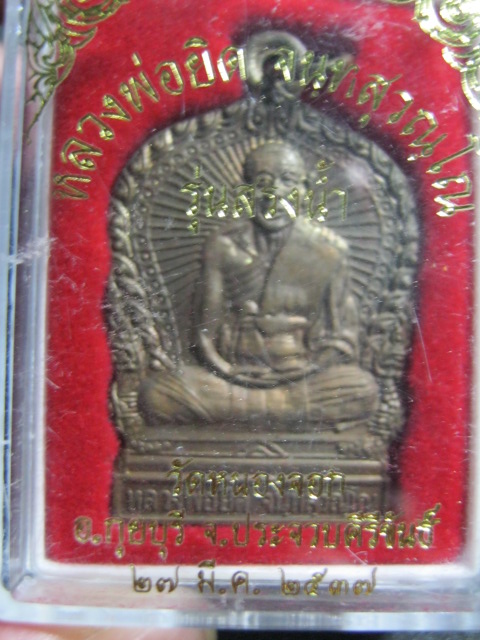 หลวงพ่อยิด จนฺทสุวณฺโณ
รุ่นสรงน้ำ
วัดหนองจอก
อ.กุยบุรี จ.ประจวบคีรีขันธ์
๒๗ มี.ค. ๒๕๓๗